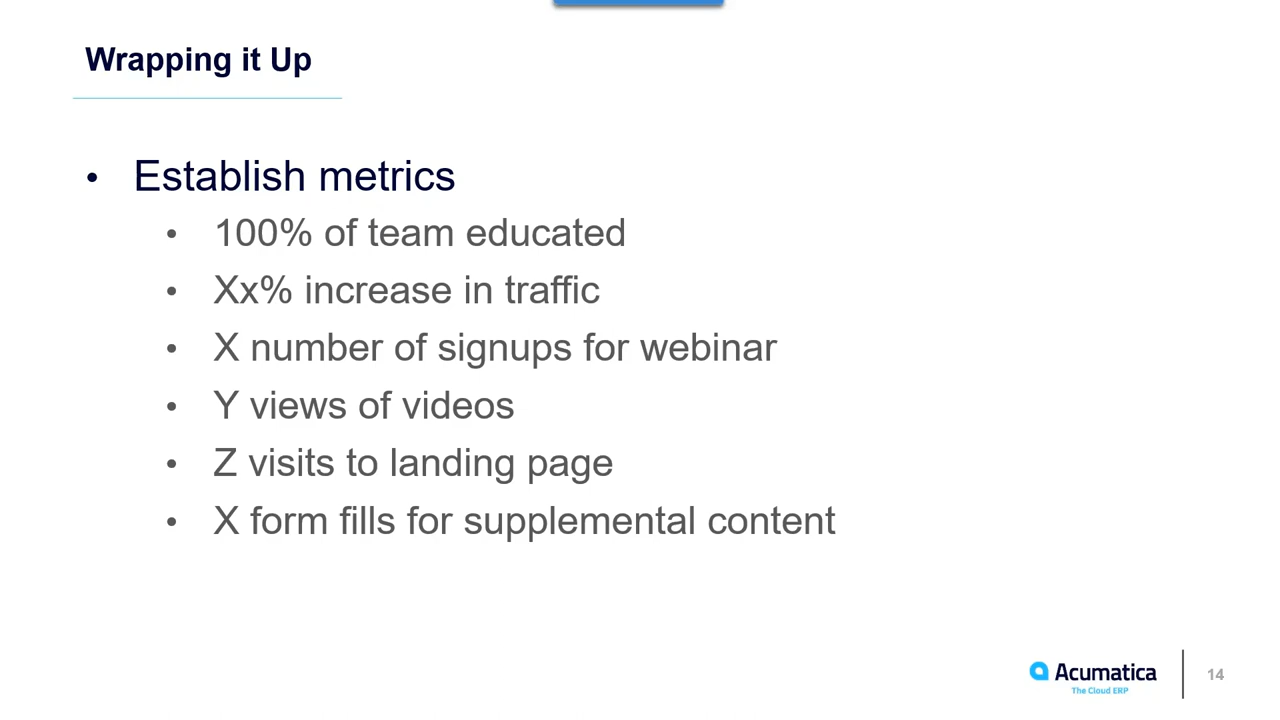 Wrapping it Up
• Establish metrics
• 100% of team educated
• Xx% increase in traffic
• X number of signups for webinar
• Y views of videos
• Z visits to landing page
• X form fills for supplemental content
Acumatica
The Cloud ERP
14